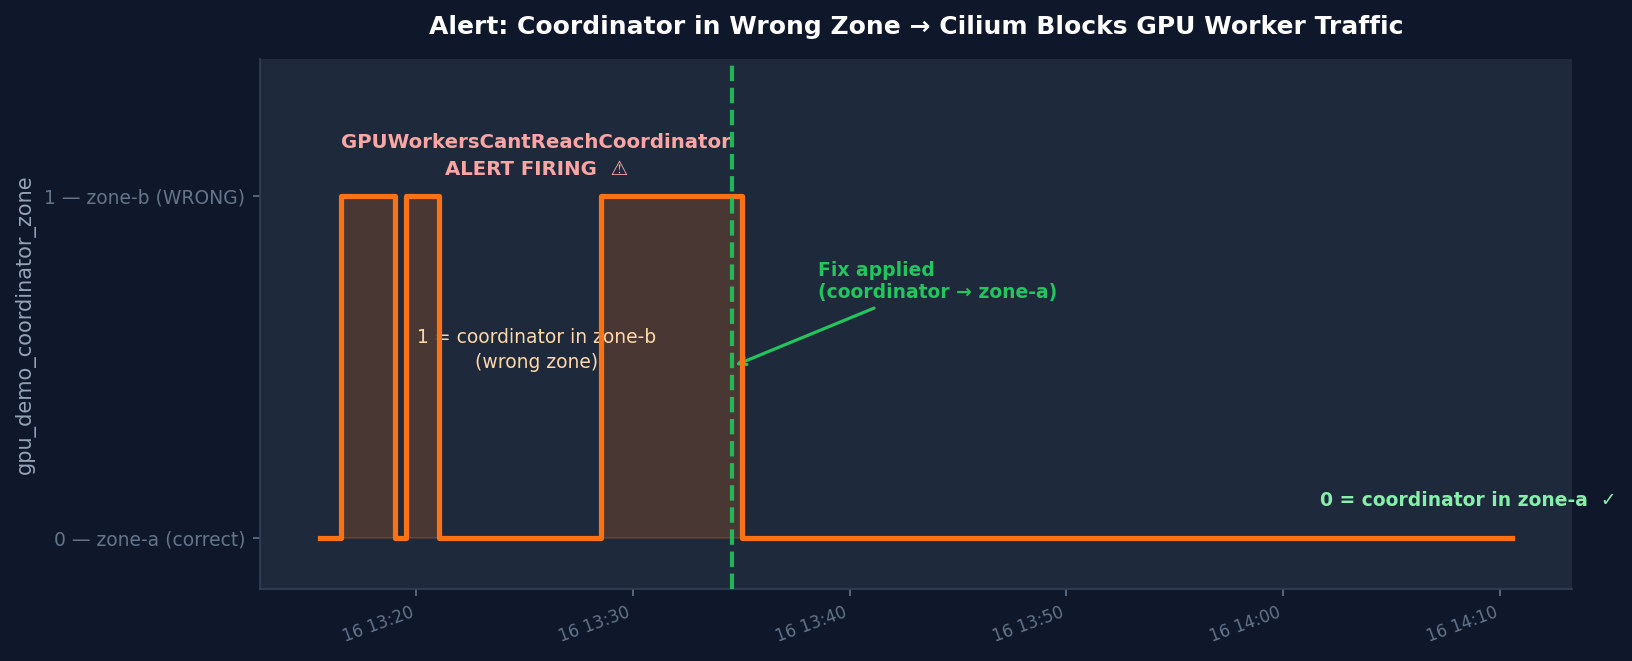 Alert: Coordinator in Wrong Zone → Cilium Blocks GPU Worker Traffic
gpu_demo_coordinator_zone
1 — zone-b (WRONG)
0 — zone-a (correct)
GPUWorkersCantReachCoordinator
ALERT FIRING ⚠
1 = coordinator in zone-b
(wrong zone)
Fix applied
(coordinator → zone-a)
0 = coordinator in zone-a ✓
16 13:20
16 13:30
16 13:40
16 13:50
16 14:00
16 14:10